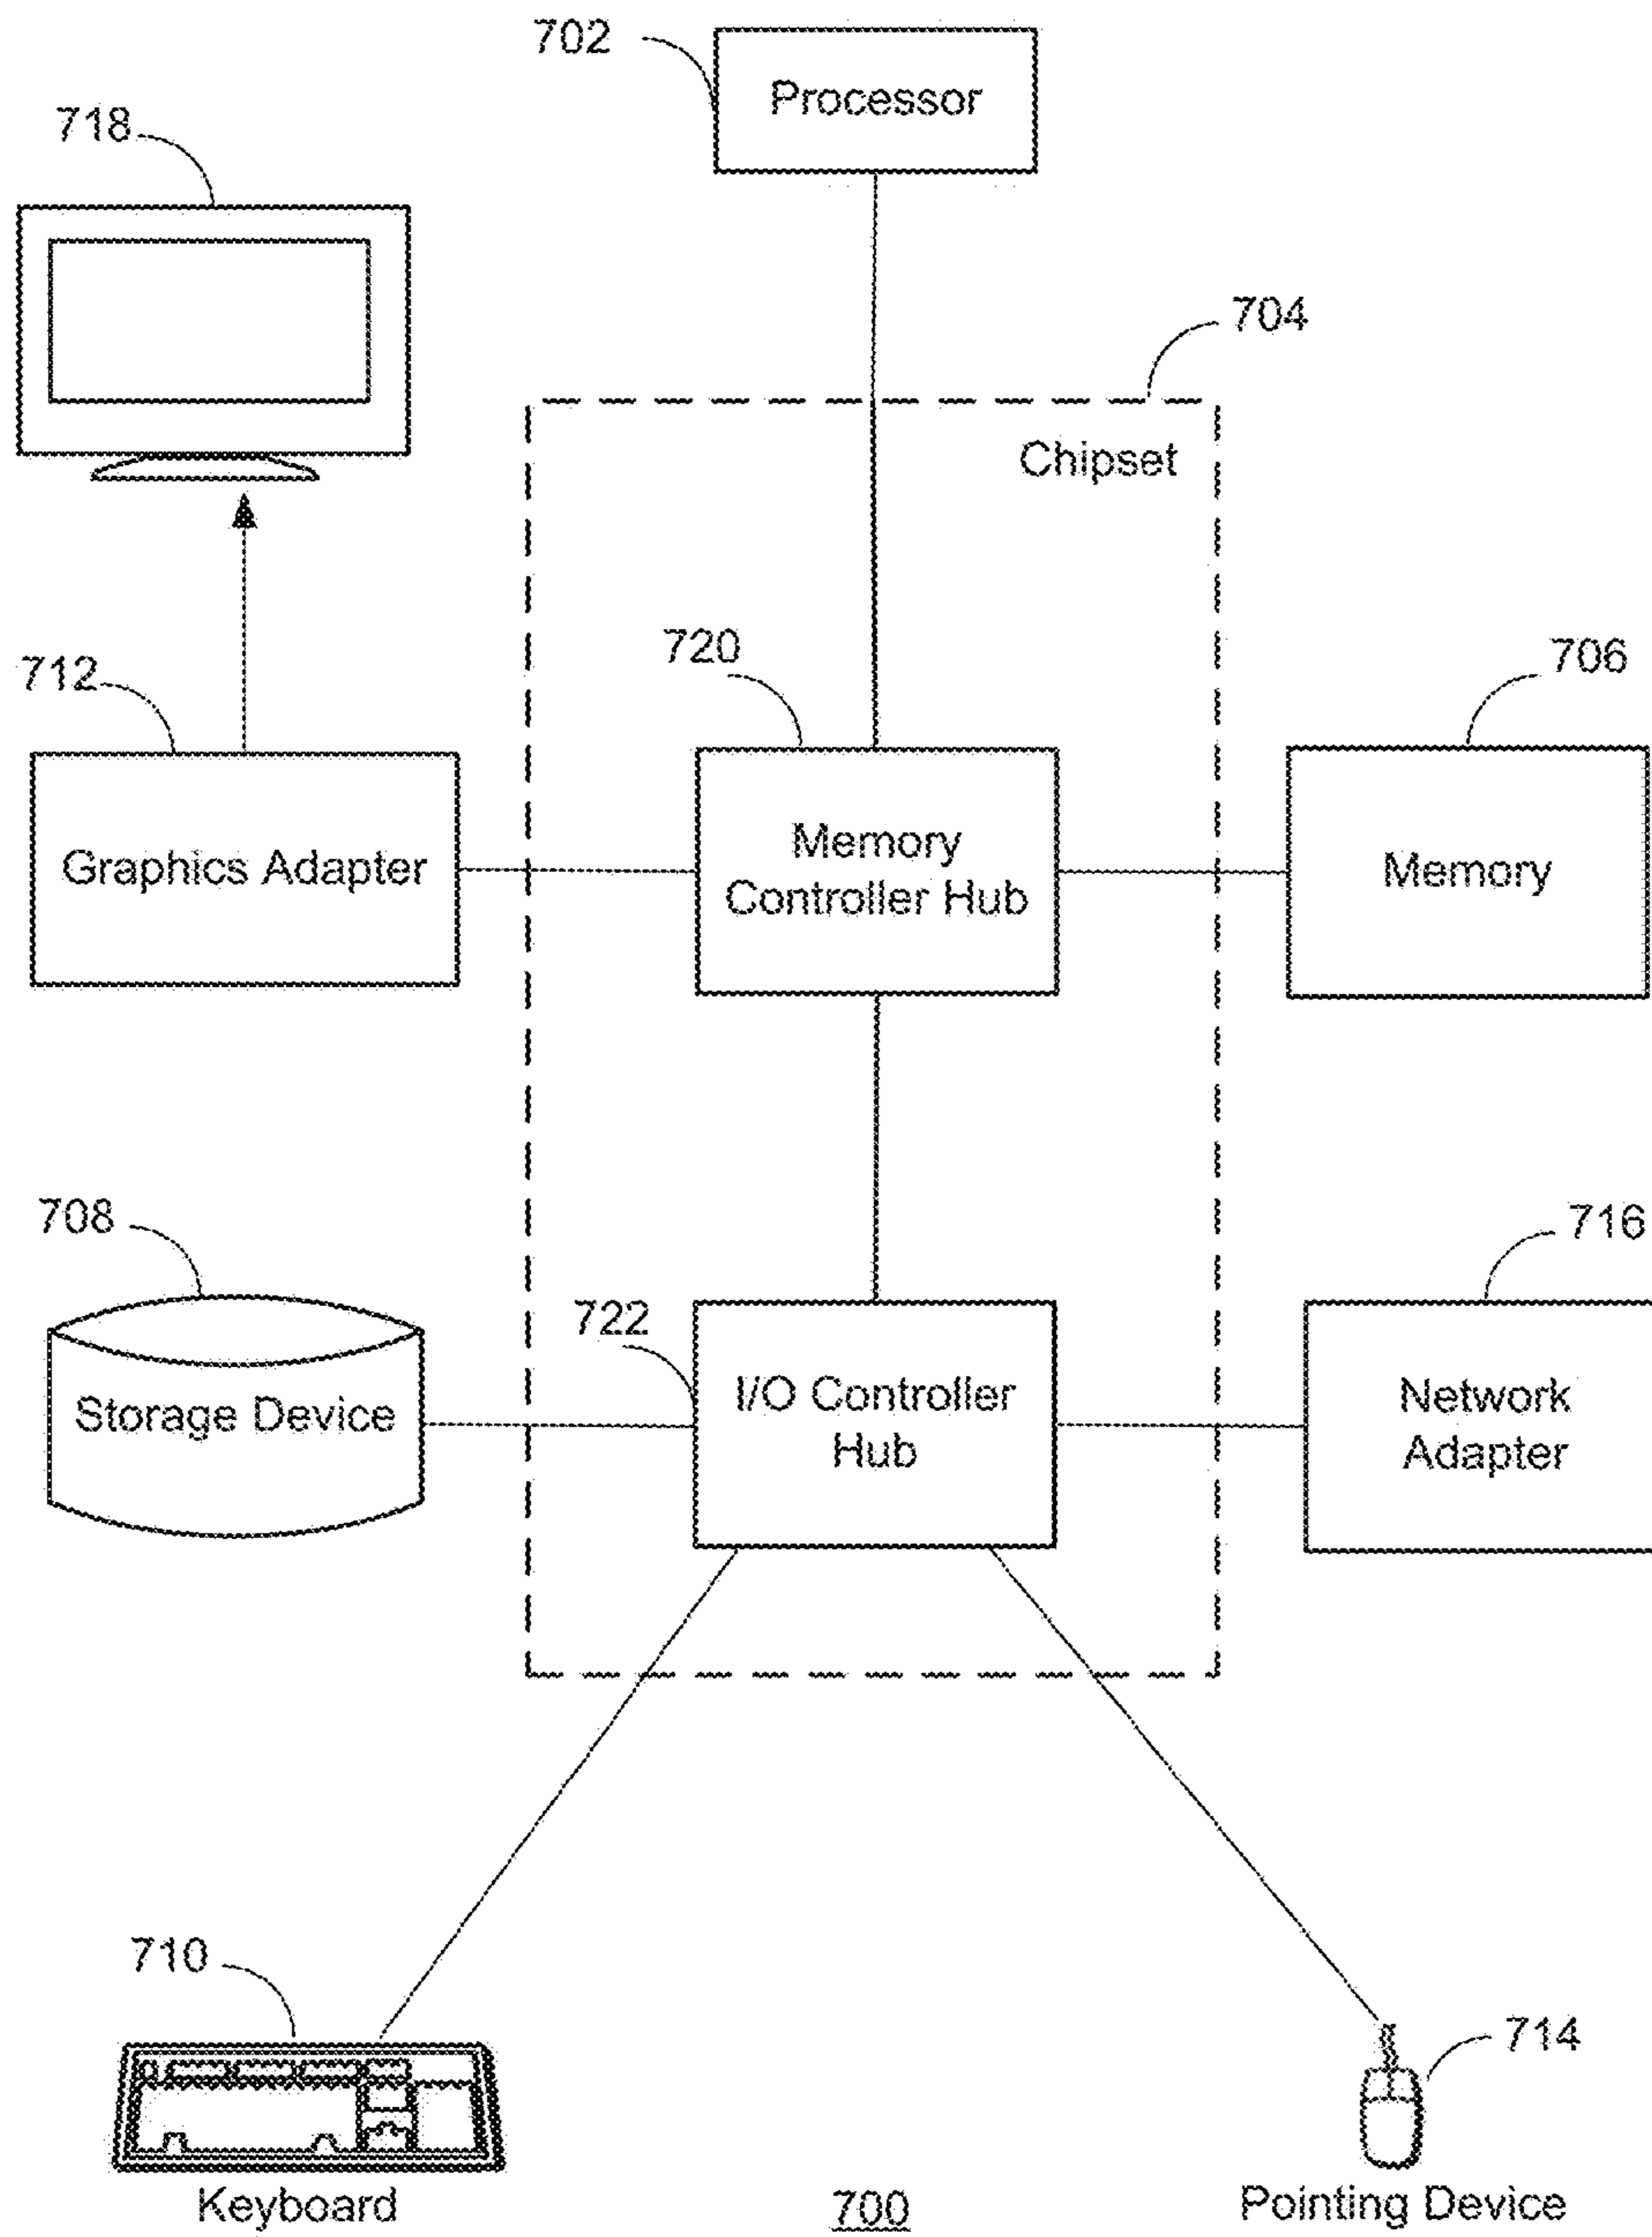 702
Processor
718
704
Chipset
720
706
712
Graphics Adapter
Memory
Controller Hub
Memory
708
716
722
Storage Device
I/O Controller
Hub
Network
Adapter
710
714
Keyboard
700
Pointing Device